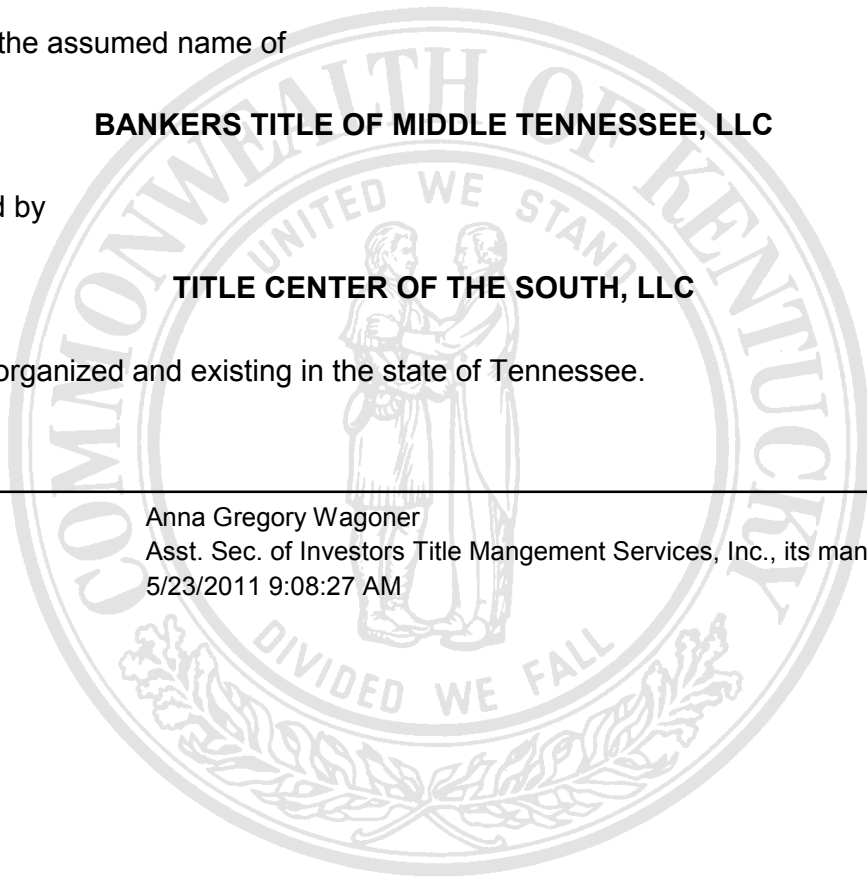 the assumed name of
BANKERS TITLE OF MIDDLE TENNESSEE, LLC
d by
TITLE CENTER OF THE SOUTH, LLC
organized and existing in the state of Tennessee.
Anna Gregory Wagoner
Asst. Sec. of Investors Title Mangement Services, Inc., its man
5/23/2011 9:08:27 AM
COMMONWEALTH OF KENTUCKY
UNITED WE STAND
DIVIDED WE FALL